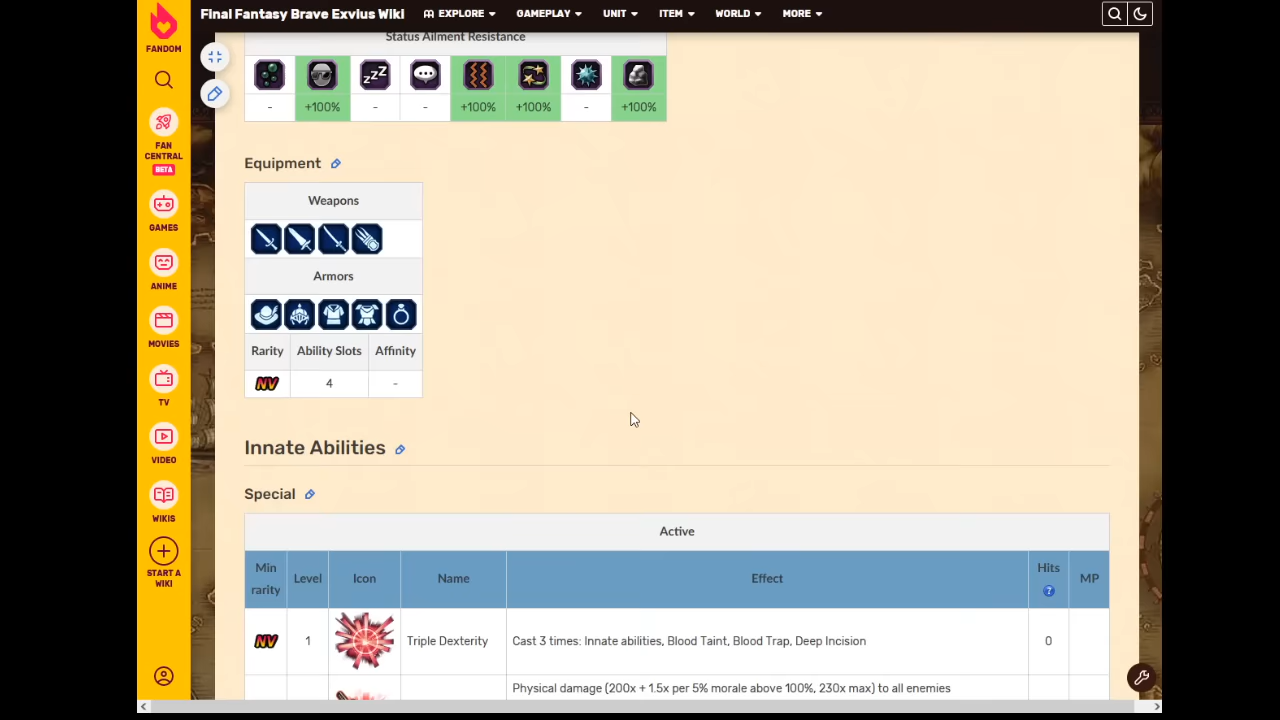 Final Fantasy Brave Exvius Wiki
EXPLORE
GAMEPLAY
UNIT
ITEM
WORLD
MORE
FANDOM
FAN CENTRAL
BETA
GAMES
ANIME
MOVIES
TV
VIDEO
WIKIS
START A WIKI
Status Ailment Resistance
zzz
- +100% - - +100% +100% - +100%
Equipment
Weapons
Armors
Rarity Ability Slots Affinity
NV 4 -
Innate Abilities
Special
Active
Min rarity Level Icon Name Effect Hits ? MP
NV 1 Triple Dexterity Cast 3 times: Innate abilities, Blood Taint, Blood Trap, Deep Incision 0
Physical damage (200x + 1.5x per 5% morale above 100%, 230x max) to all enemies